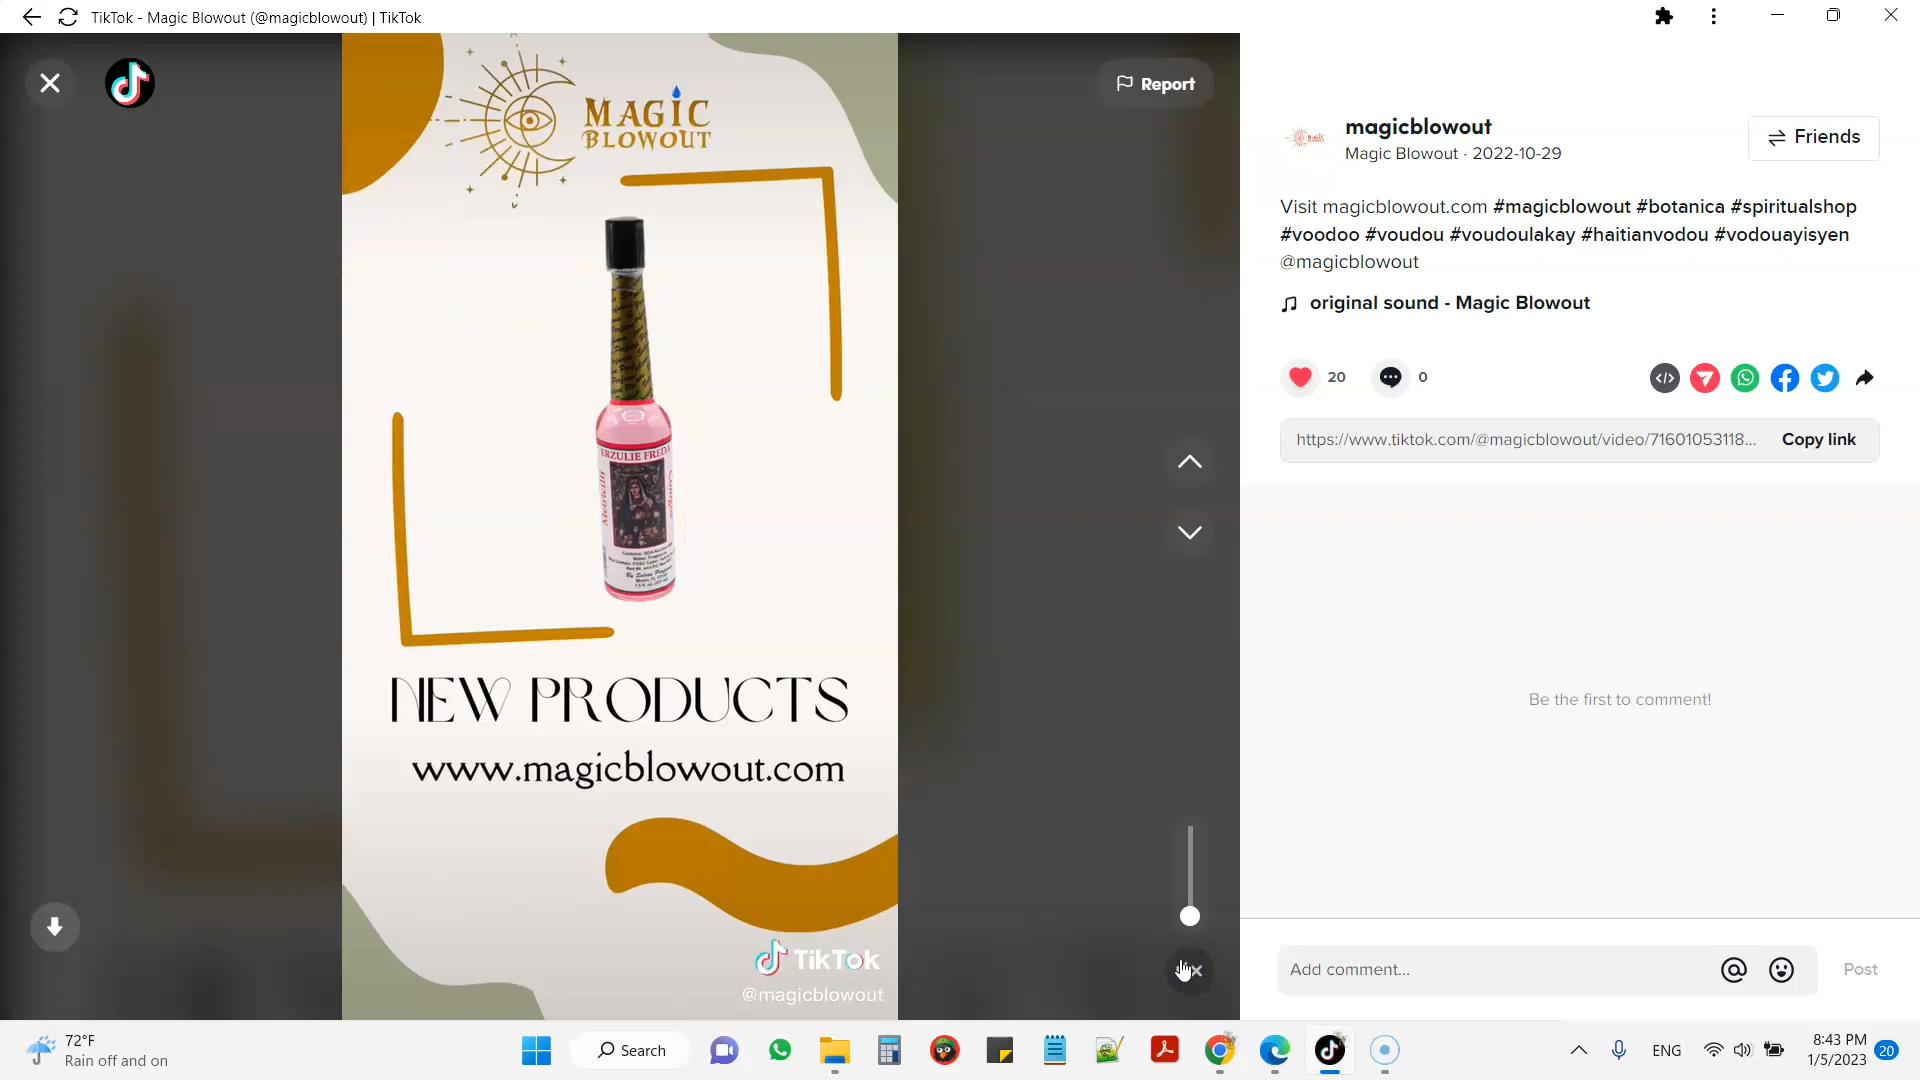 TikTok - Magic Blowout (@magicblowout) | TikTok
Report
MAGIC
BLOWOUT
ERZULIE FREDA
Cologne
NEW PRODUCTS
www.magicblowout.com
TikTok
@magicblowout
magicblowout
Magic Blowout · 2022-10-29
Friends
Visit magicblowout.com #magicblowout #botanica #spiritualshop
#voodoo #voudou #voudoulakay #haitianvodou #vodouayisyen
@magicblowout
original sound - Magic Blowout
20
0
https://www.tiktok.com/@magicblowout/video/71601053118...
Copy link
Be the first to comment!
Add comment...
Post
72°F
Rain off and on
Search
ENG
8:43 PM
1/5/2023
20